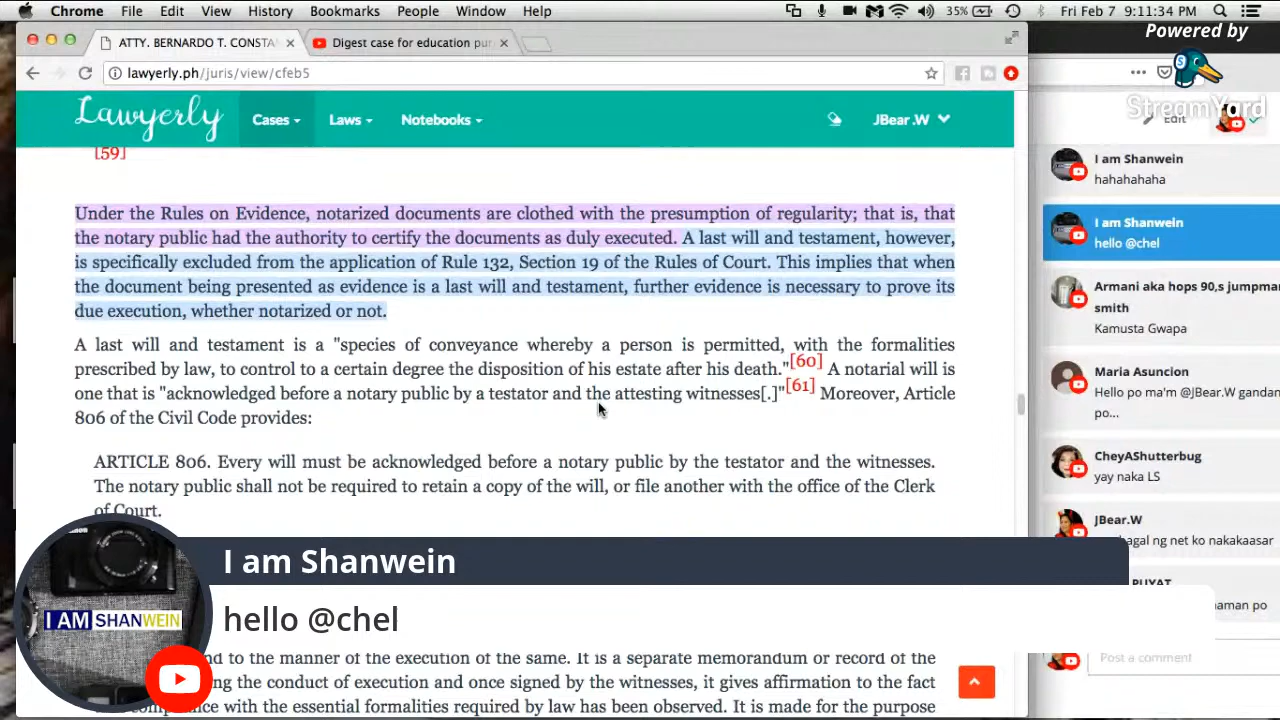 Chrome File Edit View History Bookmarks People Window Help
35% Fri Feb 7 9:11:34 PM
Powered by
StreamYard
ATTY. BERNARDO T. CONSTA
Digest case for education pu
lawyerly.ph/juris/view/cfeb5
Lawyerly Cases Laws Notebooks JBear.W
[59]
Under the Rules on Evidence, notarized documents are clothed with the presumption of regularity; that is, that
the notary public had the authority to certify the documents as duly executed. A last will and testament, however,
is specifically excluded from the application of Rule 132, Section 19 of the Rules of Court. This implies that when
the document being presented as evidence is a last will and testament, further evidence is necessary to prove its
due execution, whether notarized or not.
A last will and testament is a "species of conveyance whereby a person is permitted, with the formalities
prescribed by law, to control to a certain degree the disposition of his estate after his death."[60] A notarial will is
one that is "acknowledged before a notary public by a testator and the attesting witnesses[.]"[61] Moreover, Article
806 of the Civil Code provides:
ARTICLE 806. Every will must be acknowledged before a notary public by the testator and the witnesses.
The notary public shall not be required to retain a copy of the will, or file another with the office of the Clerk
of Court.
to the manner of the execution of the same. It is a separate memorandum or record of the
the conduct of execution and once signed by the witnesses, it gives affirmation to the fact
with the essential formalities required by law has been observed. It is made for the purpose
Edit
I am Shanwein
hahahahaha
I am Shanwein
hello @chel
Armani aka hops 90,s jumpma
smith
Kamusta Gwapa
Maria Asuncion
Hello po ma'm @JBear.W gandan
po...
CheyAShutterbug
yay naka LS
JBear.W
ng net ko nakakaasar
PUYAT
naman po
Post a comment
I AM SHANWEIN
I am Shanwein
hello @chel